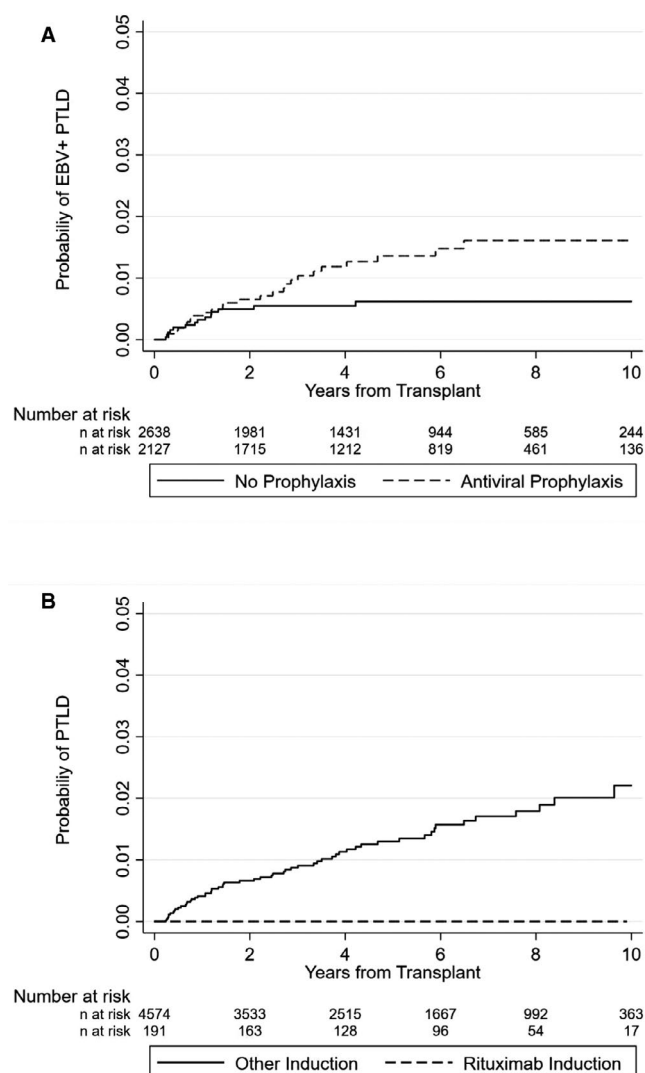 A
Probabiliy of EBV+ PTLD
0.05
0.04
0.03
0.02
0.01
0.00
0 2 4 6 8 10
Years from Transplant
Number at risk
n at risk 2638 1981 1431 944 585 244
n at risk 2127 1715 1212 819 461 136
No Prophylaxis Antiviral Prophylaxis
B
Probabiliy of PTLD
0.05
0.04
0.03
0.02
0.01
0.00
0 2 4 6 8 10
Years from Transplant
Number at risk
n at risk 4574 3533 2515 1667 992 363
n at risk 191 163 128 96 54 17
Other Induction Rituximab Induction